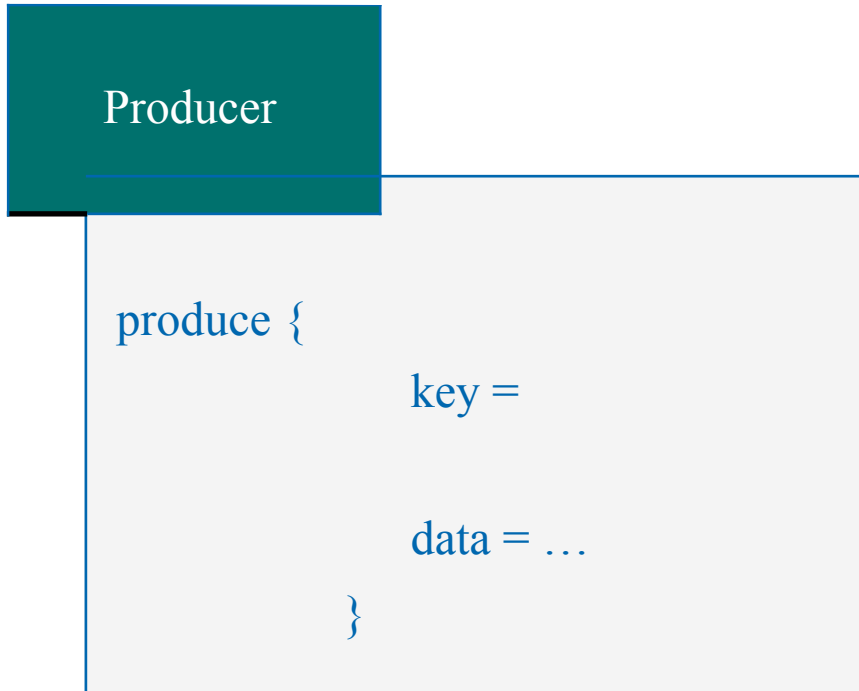 Producer
produce {
key =
data = …
}